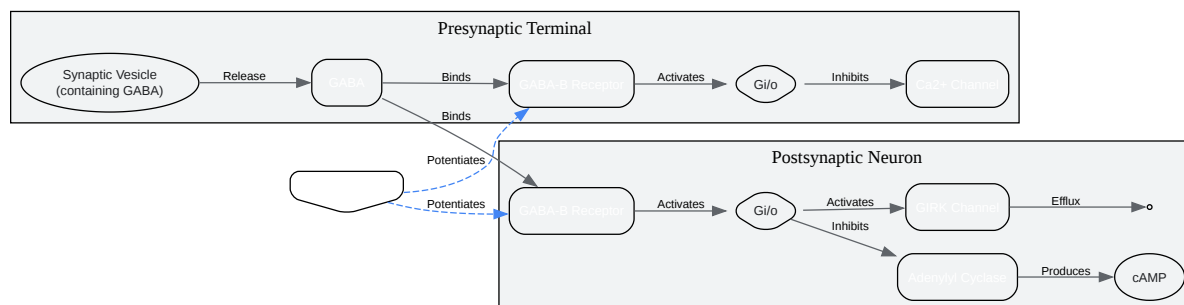 Presynaptic Terminal
Synaptic Vesicle
(containing GABA)
Release
GABA
Binds
GABA-B Receptor
Activates
Gi/o
Inhibits
Ca2+ Channel
Binds
Potentiates
Potentiates
Postsynaptic Neuron
GABA-B Receptor
Activates
Gi/o
Activates
GIRK Channel
Efflux
Inhibits
Adenylyl Cyclase
Produces
cAMP